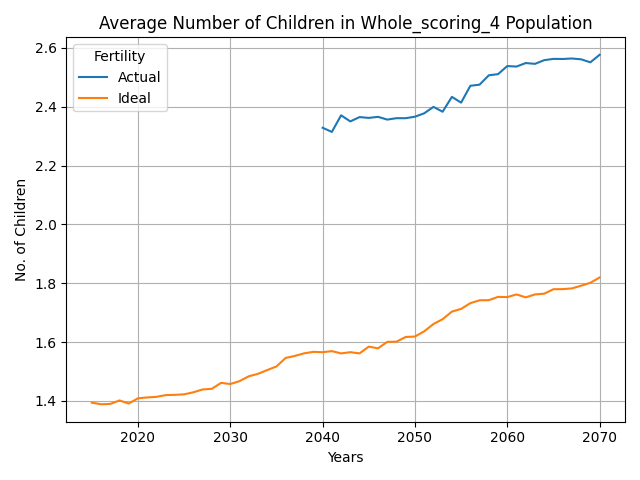 Average Number of Children in Whole_scoring_4 Population
Fertility
Actual
Ideal
No. of Children
2.6
2.4
2.2
2.0
1.8
1.6
1.4
2020 2030 2040 2050 2060 2070
Years